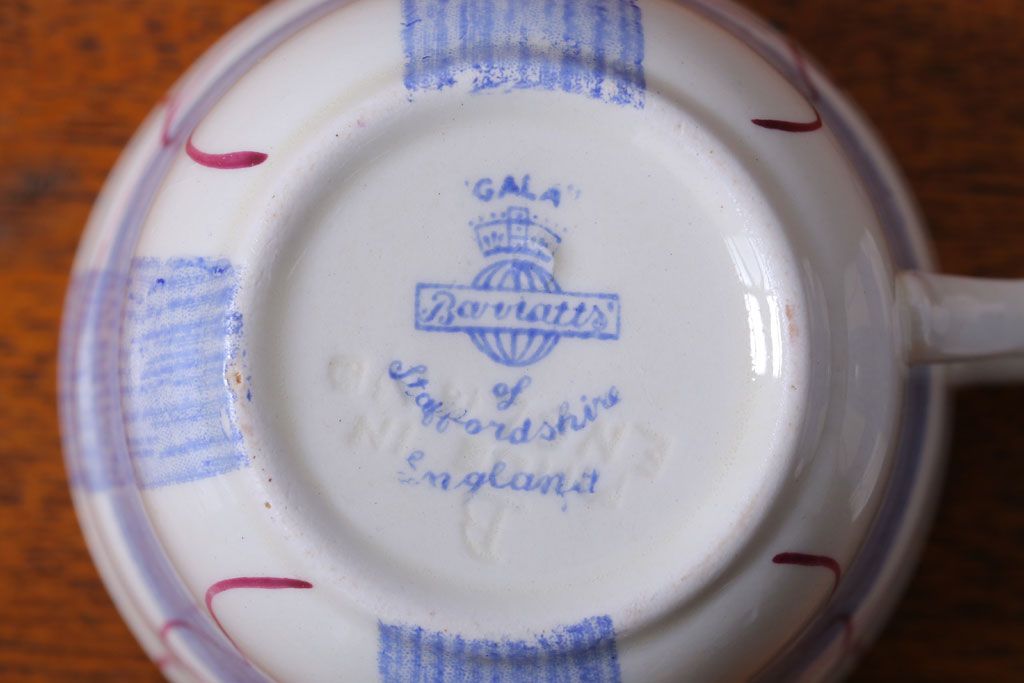 "GALA"
Barratts'
of
Staffordshire
England